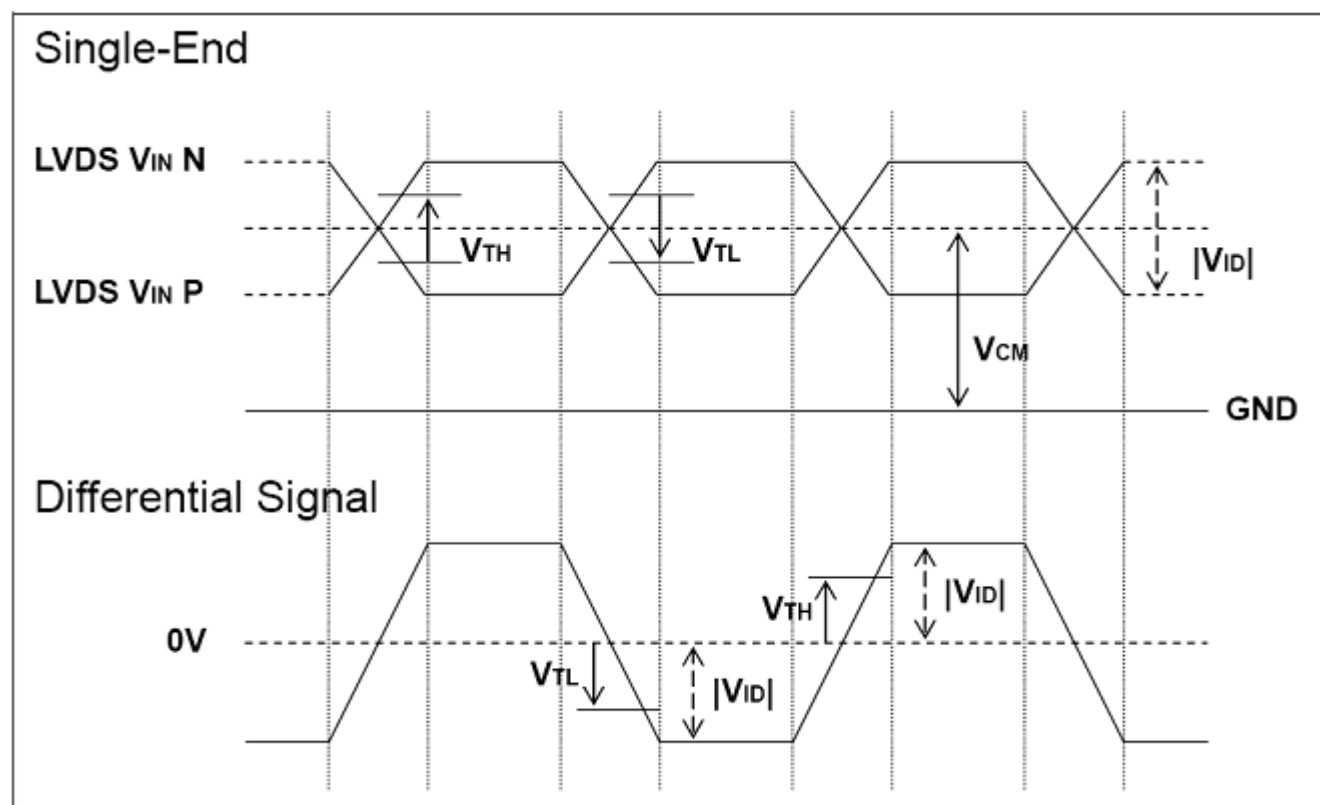 Single-End
LVDS VIN N
VTH
VTL
|VID|
LVDS VIN P
VCM
GND
Differential Signal
VTH
|VID|
0V
VTL
|VID|